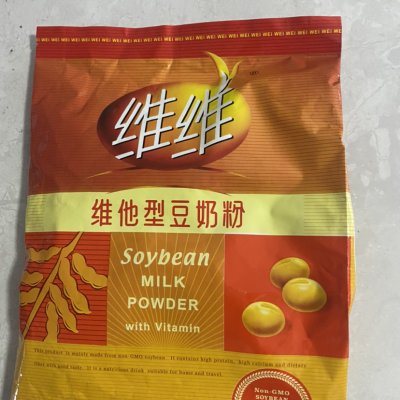 WEI WEI WEI WEI WEI WEI WEI WEI WEI WEI WEI WEI WEI WEI WEI WEI
维维
维他型豆奶粉
Soybean
MILK
POWDER
with Vitamin
This product is mainly made from non-GMO soybean. It contains high protein, high calcium and dietary
fiber with good taste. It is a nutritious drink suitable for home and travel.
Non-GMO
SOYBEAN